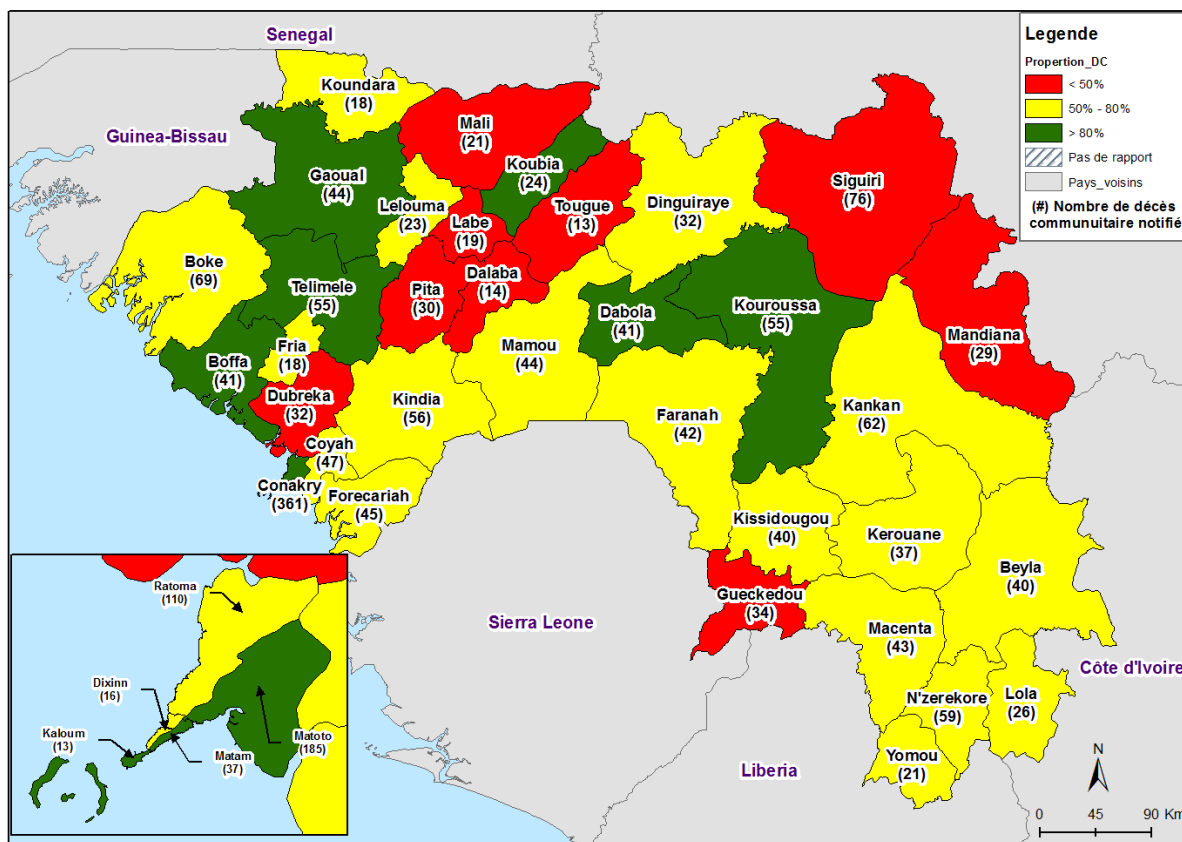 Senegal
Koundara
(18)
Guinea-Bissau
Mali
(21)
Koubia
(24)
Gaoual
(44)
Lelouma
(23)
Labe
(19)
Tougue
(13)
Dinguiraye
(32)
Siguiri
(76)
Boke
(69)
Telimele
(55)
Pita
(30)
Dalaba
(14)
Dabola
(41)
Kouroussa
(55)
Mandiana
(29)
Boffa
(41)
Fria
(18)
Mamou
(44)
Dubreka
(32)
Kindia
(56)
Faranah
(42)
Kankan
(62)
Coyah
(47)
Conakry
(361)
Forecariah
(45)
Kissidougou
(40)
Kerouane
(37)
Beyla
(40)
Gueckedou
(34)
Sierra Leone
Macenta
(43)
Côte d'Ivoire
N'zerekore
(59)
Lola
(26)
Yomou
(21)
Liberia
Legende
Propertion_DC
< 50%
50% - 80%
> 80%
Pas de rapport
Pays_voisins
(#) Nombre de décès
communuitaire notifié
Ratoma
(110)
Dixinn
(16)
Kaloum
(13)
Matam
(37)
Matoto
(185)
N
0 45 90 Km